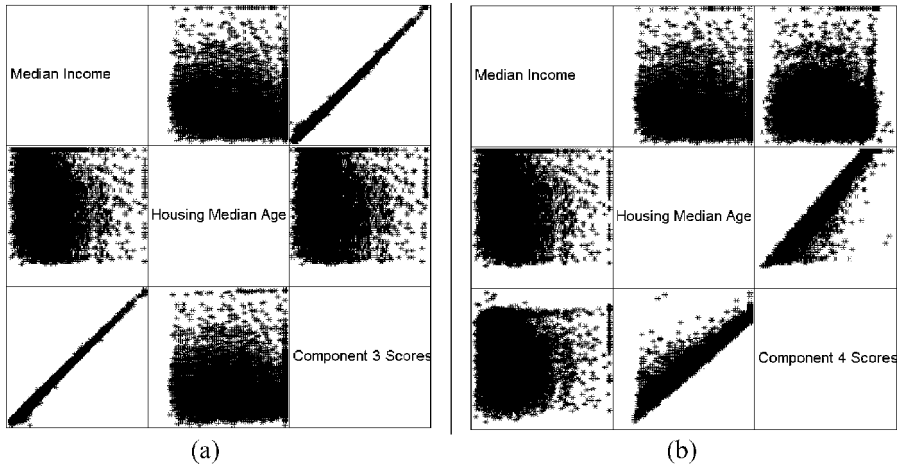 Median Income
Housing Median Age
Component 3 Scores
(a)
Median Income
Housing Median Age
Component 4 Scores
(b)